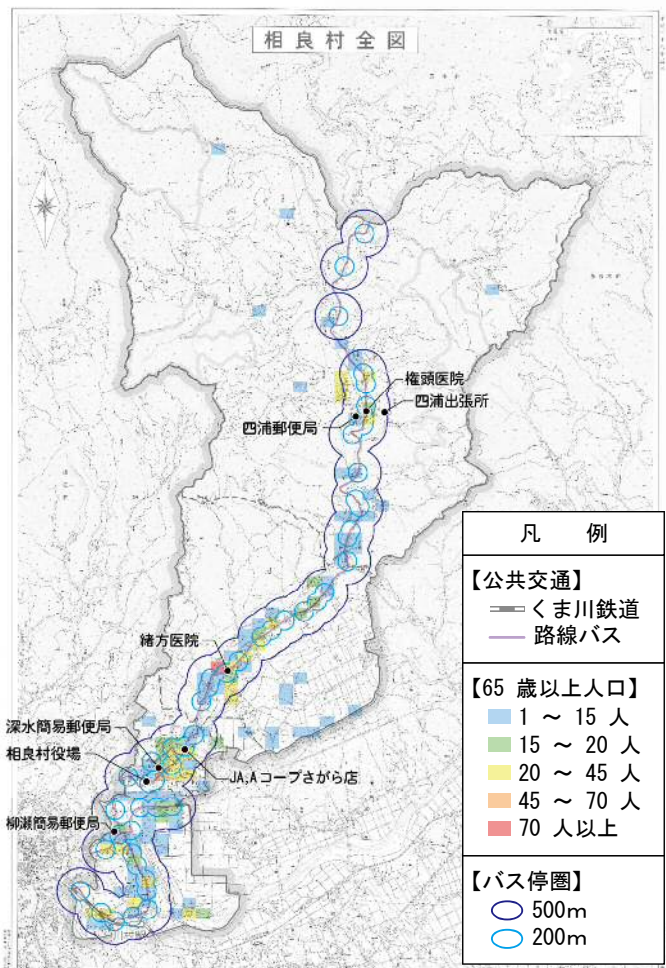 相良村全図
権頭医院
四浦出張所
四浦郵便局
緒方医院
深水簡易郵便局
相良村役場
JA,Aコープさがら店
柳瀬簡易郵便局
凡 例
【公共交通】
くま川鉄道
路線バス
【65 歳以上人口】
1 ～ 15 人
15 ～ 20 人
20 ～ 45 人
45 ～ 70 人
70 人以上
【バス停圏】
500m
200m